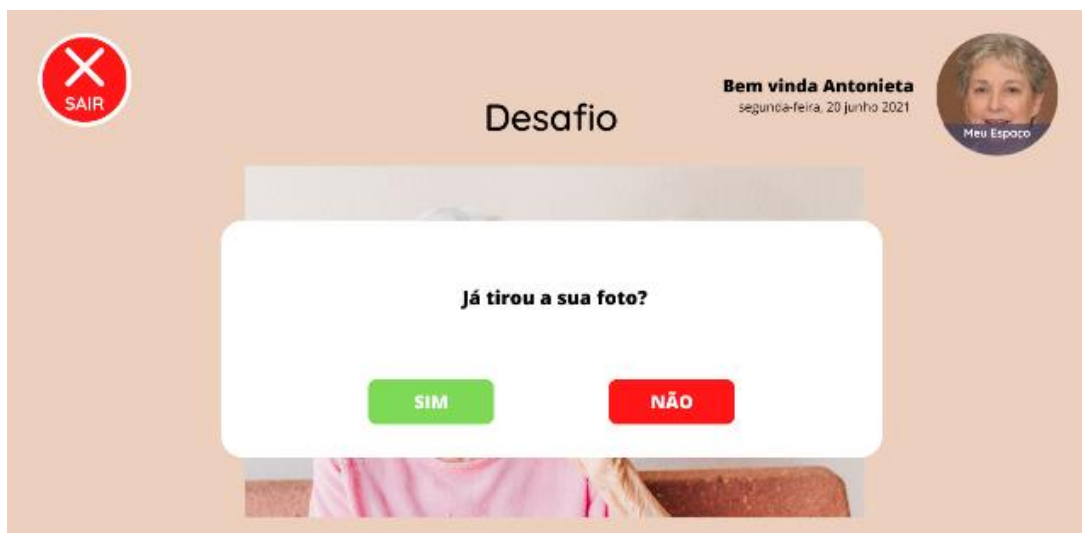 SAIR
Desafio
Bem vinda Antonieta
segunda-feira, 20 junho 2021
Meu Espaço
Já tirou a sua foto?
SIM
NÃO